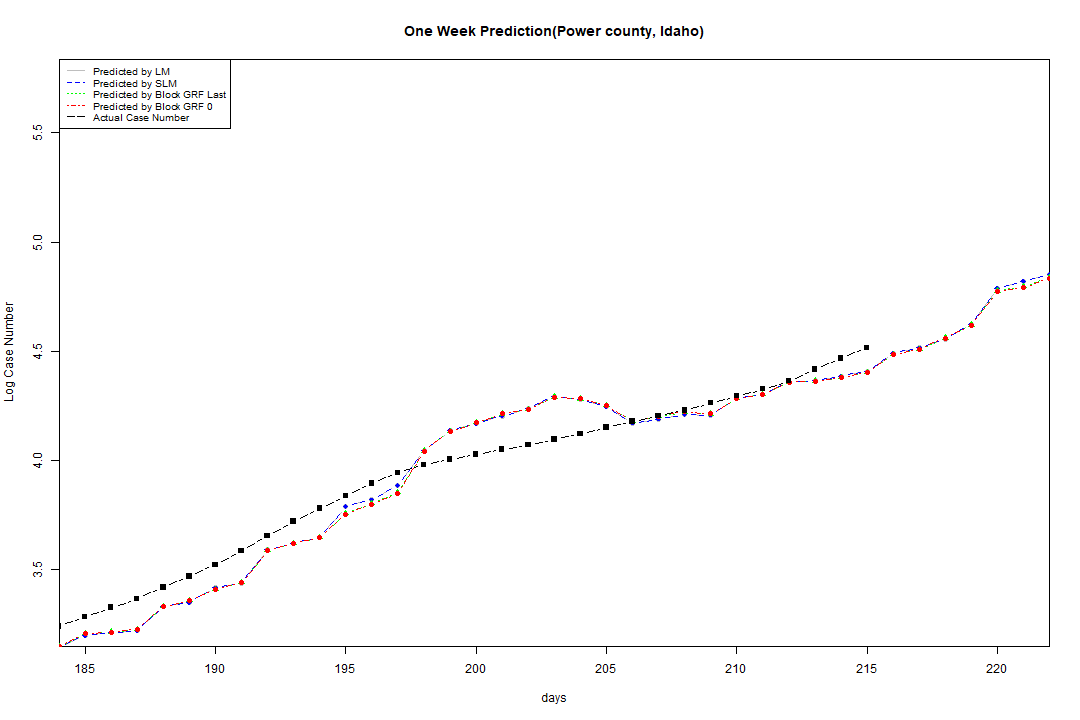 One Week Prediction(Power county, Idaho)
Predicted by LM
Predicted by SLM
Predicted by Block GRF Last
Predicted by Block GRF 0
Actual Case Number
5.5
5.0
4.5
4.0
3.5
Log Case Number
185 190 195 200 205 210 215 220
days